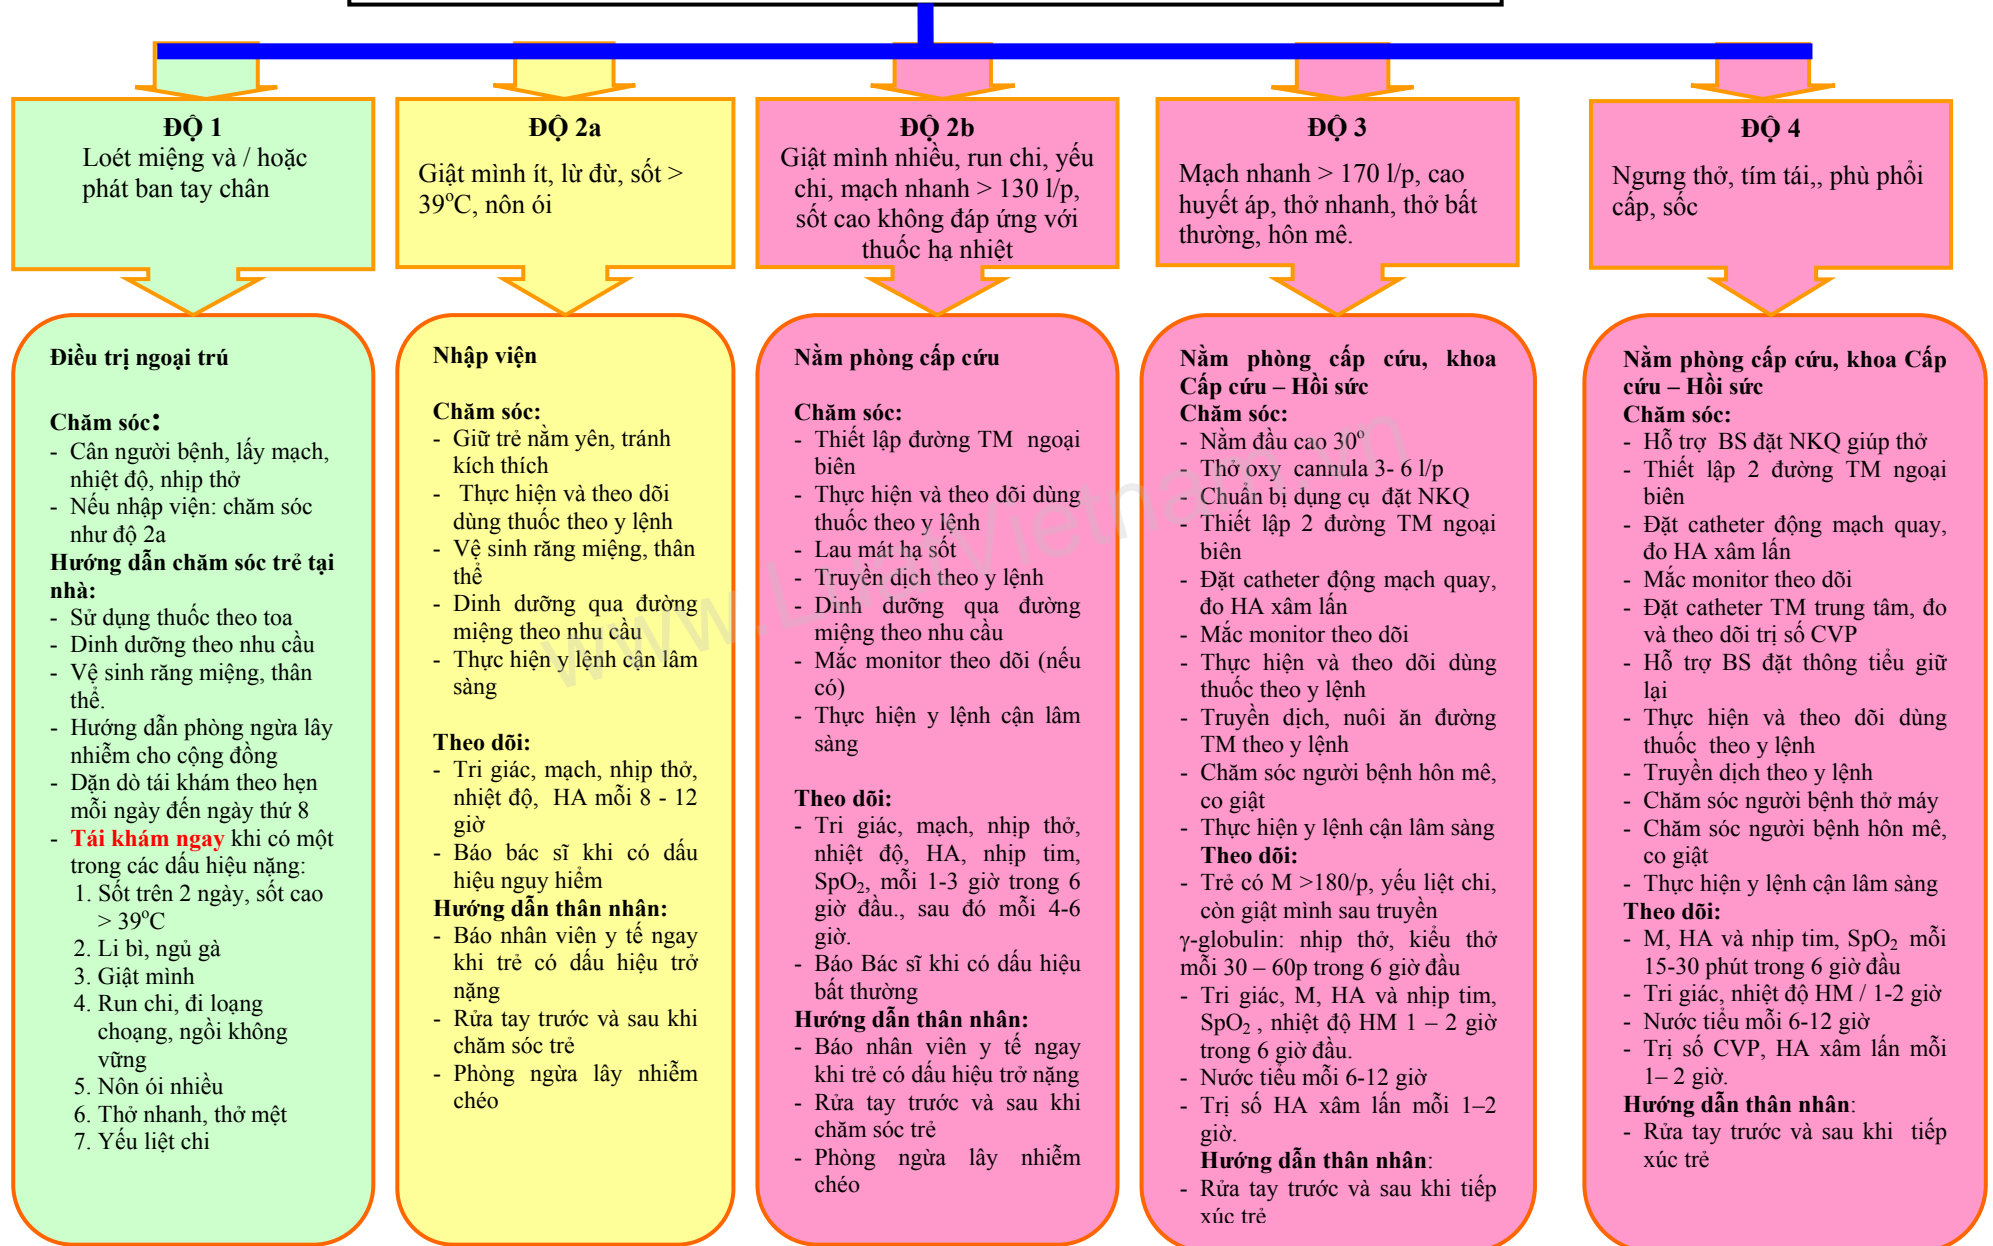 ĐỘ 1
Loét miệng và / hoặc
phát ban tay chân
ĐỘ 2a
Giật mình ít, lừ đừ, sốt >
39°C, nôn ói
ĐỘ 2b
Giật mình nhiều, run chi, yếu
chi, mạch nhanh > 130 l/p,
sốt cao không đáp ứng với
thuốc hạ nhiệt
ĐỘ 3
Mạch nhanh > 170 l/p, cao
huyết áp, thở nhanh, thở bất
thường, hôn mê.
ĐỘ 4
Ngưng thở, tím tái,, phù phổi
cấp, sốc
Điều trị ngoại trú
Chăm sóc:
- Cân người bệnh, lấy mạch,
nhiệt độ, nhịp thở
- Nếu nhập viện: chăm sóc
như độ 2a
Hướng dẫn chăm sóc trẻ tại
nhà:
- Sử dụng thuốc theo toa
- Dinh dưỡng theo nhu cầu
- Vệ sinh răng miệng, thân
thể.
- Hướng dẫn phòng ngừa lây
nhiễm cho cộng đồng
- Dặn dò tái khám theo hẹn
mỗi ngày đến ngày thứ 8
- Tái khám ngay khi có một
trong các dấu hiệu nặng:
1. Sốt trên 2 ngày, sốt cao
> 39°C
2. Li bì, ngủ gà
3. Giật mình
4. Run chi, đi loạng
choạng, ngồi không
vững
5. Nôn ói nhiều
6. Thở nhanh, thở mệt
7. Yếu liệt chi
Nhập viện
Chăm sóc:
- Giữ trẻ nằm yên, tránh
kích thích
- Thực hiện và theo dõi
dùng thuốc theo y lệnh
- Vệ sinh răng miệng, thân
thể
- Dinh dưỡng qua đường
miệng theo nhu cầu
- Thực hiện y lệnh cận lâm
sàng
Theo dõi:
- Tri giác, mạch, nhịp thở,
nhiệt độ, HA mỗi 8 - 12
giờ
- Báo bác sĩ khi có dấu
hiệu nguy hiểm
Hướng dẫn thân nhân:
- Báo nhân viên y tế ngay
khi trẻ có dấu hiệu trở
nặng
- Rửa tay trước và sau khi
chăm sóc trẻ
- Phòng ngừa lây nhiễm
chéo
Nằm phòng cấp cứu
Chăm sóc:
- Thiết lập đường TM ngoại
biên
- Thực hiện và theo dõi dùng
thuốc theo y lệnh
- Lau mát hạ sốt
- Truyền dịch theo y lệnh
- Dinh dưỡng qua đường
miệng theo nhu cầu
- Mắc monitor theo dõi (nếu
có)
- Thực hiện y lệnh cận lâm
sàng
Theo dõi:
- Tri giác, mạch, nhịp thở,
nhiệt độ, HA, nhịp tim,
SpO₂, mỗi 1-3 giờ trong 6
giờ đầu., sau đó mỗi 4-6
giờ.
- Báo Bác sĩ khi có dấu hiệu
bất thường
Hướng dẫn thân nhân:
- Báo nhân viên y tế ngay
khi trẻ có dấu hiệu trở nặng
- Rửa tay trước và sau khi
chăm sóc trẻ
- Phòng ngừa lây nhiễm
chéo
Nằm phòng cấp cứu, khoa
Cấp cứu – Hồi sức
Chăm sóc:
- Nằm đầu cao 30°
- Thở oxy cannula 3- 6 l/p
- Chuẩn bị dụng cụ đặt NKQ
- Thiết lập 2 đường TM ngoại
biên
- Đặt catheter động mạch quay,
đo HA xâm lấn
- Mắc monitor theo dõi
- Thực hiện và theo dõi dùng
thuốc theo y lệnh
- Truyền dịch, nuôi ăn đường
TM theo y lệnh
- Chăm sóc người bệnh hôn mê,
co giật
- Thực hiện y lệnh cận lâm sàng
Theo dõi:
- Trẻ có M >180/p, yếu liệt chi,
còn giật mình sau truyền
γ-globulin: nhịp thở, kiểu thở
mỗi 30 – 60p trong 6 giờ đầu
- Tri giác, M, HA và nhịp tim,
SpO₂ , nhiệt độ HM 1 – 2 giờ
trong 6 giờ đầu.
- Nước tiểu mỗi 6-12 giờ
- Trị số HA xâm lấn mỗi 1–2
giờ.
Hướng dẫn thân nhân:
- Rửa tay trước và sau khi tiếp
xúc trẻ
Nằm phòng cấp cứu, khoa Cấp
cứu – Hồi sức
Chăm sóc:
- Hỗ trợ BS đặt NKQ giúp thở
- Thiết lập 2 đường TM ngoại
biên
- Đặt catheter động mạch quay,
đo HA xâm lấn
- Mắc monitor theo dõi
- Đặt catheter TM trung tâm, đo
và theo dõi trị số CVP
- Hỗ trợ BS đặt thông tiểu giữ
lại
- Thực hiện và theo dõi dùng
thuốc theo y lệnh
- Truyền dịch theo y lệnh
- Chăm sóc người bệnh thở máy
- Chăm sóc người bệnh hôn mê,
co giật
- Thực hiện y lệnh cận lâm sàng
Theo dõi:
- M, HA và nhịp tim, SpO₂ mỗi
15-30 phút trong 6 giờ đầu
- Tri giác, nhiệt độ HM / 1-2 giờ
- Nước tiểu mỗi 6-12 giờ
- Trị số CVP, HA xâm lấn mỗi
1– 2 giờ.
Hướng dẫn thân nhân:
- Rửa tay trước và sau khi tiếp
xúc trẻ
www.LuatVietnam.vn